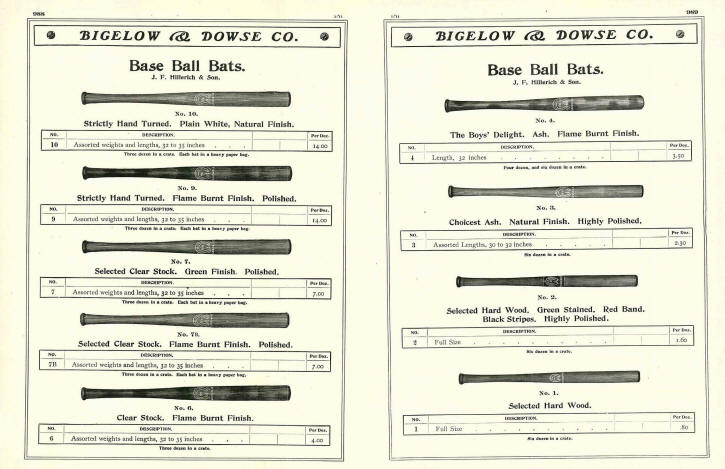 988
BIGELOW & DOWSE CO.
Base Ball Bats.
J. F. Hillerich & Son.
No. 10.
Strictly Hand Turned. Plain White, Natural Finish.
NO. DESCRIPTION. Per Doz.
10 Assorted weights and lengths, 32 to 35 inches . . . 14.00
Three dozen in a crate. Each bat in a heavy paper bag.
No. 9.
Strictly Hand Turned. Flame Burnt Finish. Polished.
NO. DESCRIPTION. Per Doz.
9 Assorted weights and lengths, 32 to 35 inches . . . 14.00
Three dozen in a crate. Each bat in a heavy paper bag.
No. 7.
Selected Clear Stock. Green Finish. Polished.
NO. DESCRIPTION. Per Doz.
7 Assorted weights and lengths, 32 to 35 inches . . . 7.00
Three dozen in a crate. Each bat in a heavy paper bag.
No. 7B.
Selected Clear Stock. Flame Burnt Finish. Polished.
NO. DESCRIPTION. Per Doz.
7B Assorted weights and lengths, 32 to 35 inches . . . 7.00
Three dozen in a crate. Each bat in a heavy paper bag.
No. 6.
Clear Stock. Flame Burnt Finish.
NO. DESCRIPTION. Per Doz.
6 Assorted weights and lengths, 32 to 35 inches . . . 4.00
Three dozen in a crate.
989
BIGELOW & DOWSE CO.
Base Ball Bats.
J. F. Hillerich & Son.
No. 4.
The Boys' Delight. Ash. Flame Burnt Finish.
NO. DESCRIPTION. Per Doz.
4 Length, 32 inches . . . . . . 3.50
Four dozen, and six dozen in a crate.
No. 3.
Choicest Ash. Natural Finish. Highly Polished.
NO. DESCRIPTION. Per Doz.
3 Assorted Lengths, 30 to 32 inches . . . . 2.30
Six dozen in a crate.
No. 2.
Selected Hard Wood. Green Stained. Red Band.
Black Stripes. Highly Polished.
NO. DESCRIPTION. Per Doz.
2 Full Size . . . . . . . . 1.60
Six dozen in a crate.
No. 1.
Selected Hard Wood.
NO. DESCRIPTION. Per Doz.
1 Full Size . . . . . . . . .80
Six dozen in a crate.